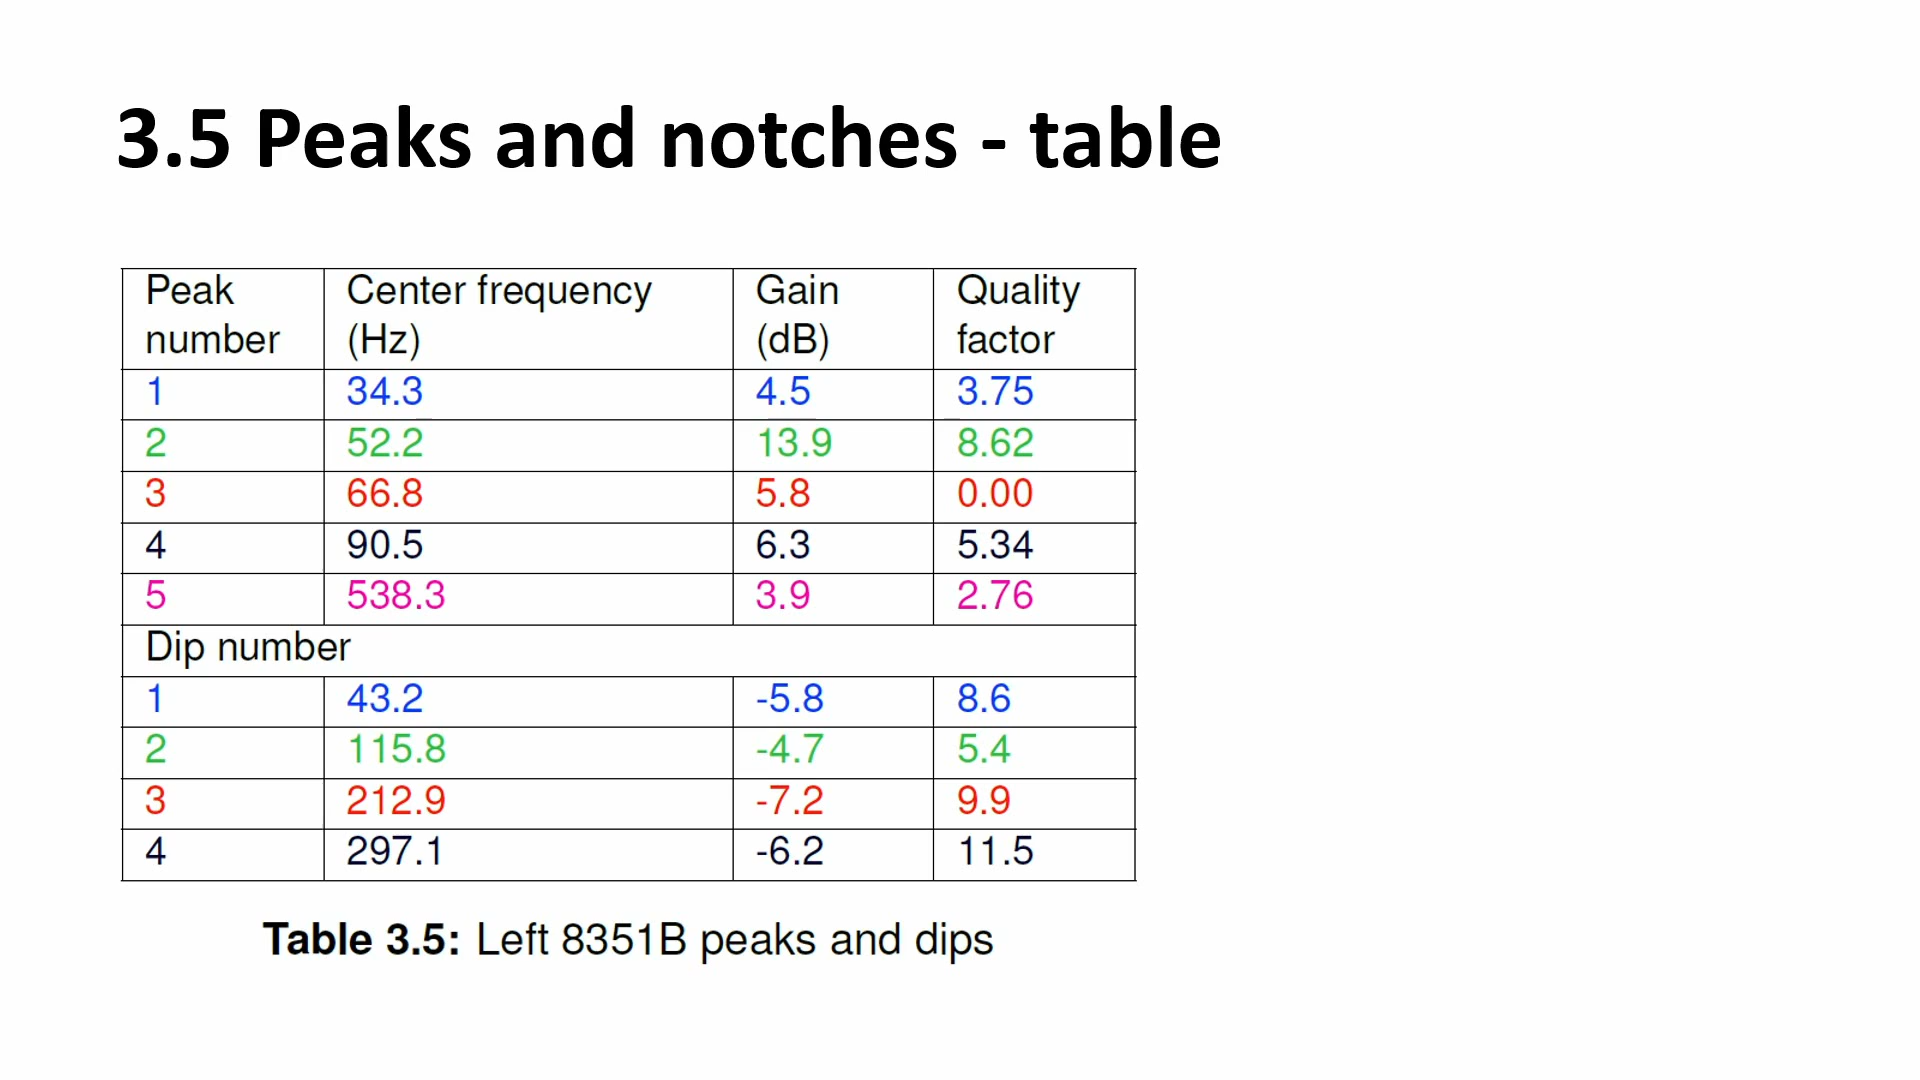 3.5 Peaks and notches - table
Peak number Center frequency (Hz) Gain (dB) Quality factor
1 34.3 4.5 3.75
2 52.2 13.9 8.62
3 66.8 5.8 0.00
4 90.5 6.3 5.34
5 538.3 3.9 2.76
Dip number
1 43.2 -5.8 8.6
2 115.8 -4.7 5.4
3 212.9 -7.2 9.9
4 297.1 -6.2 11.5
Table 3.5: Left 8351B peaks and dips